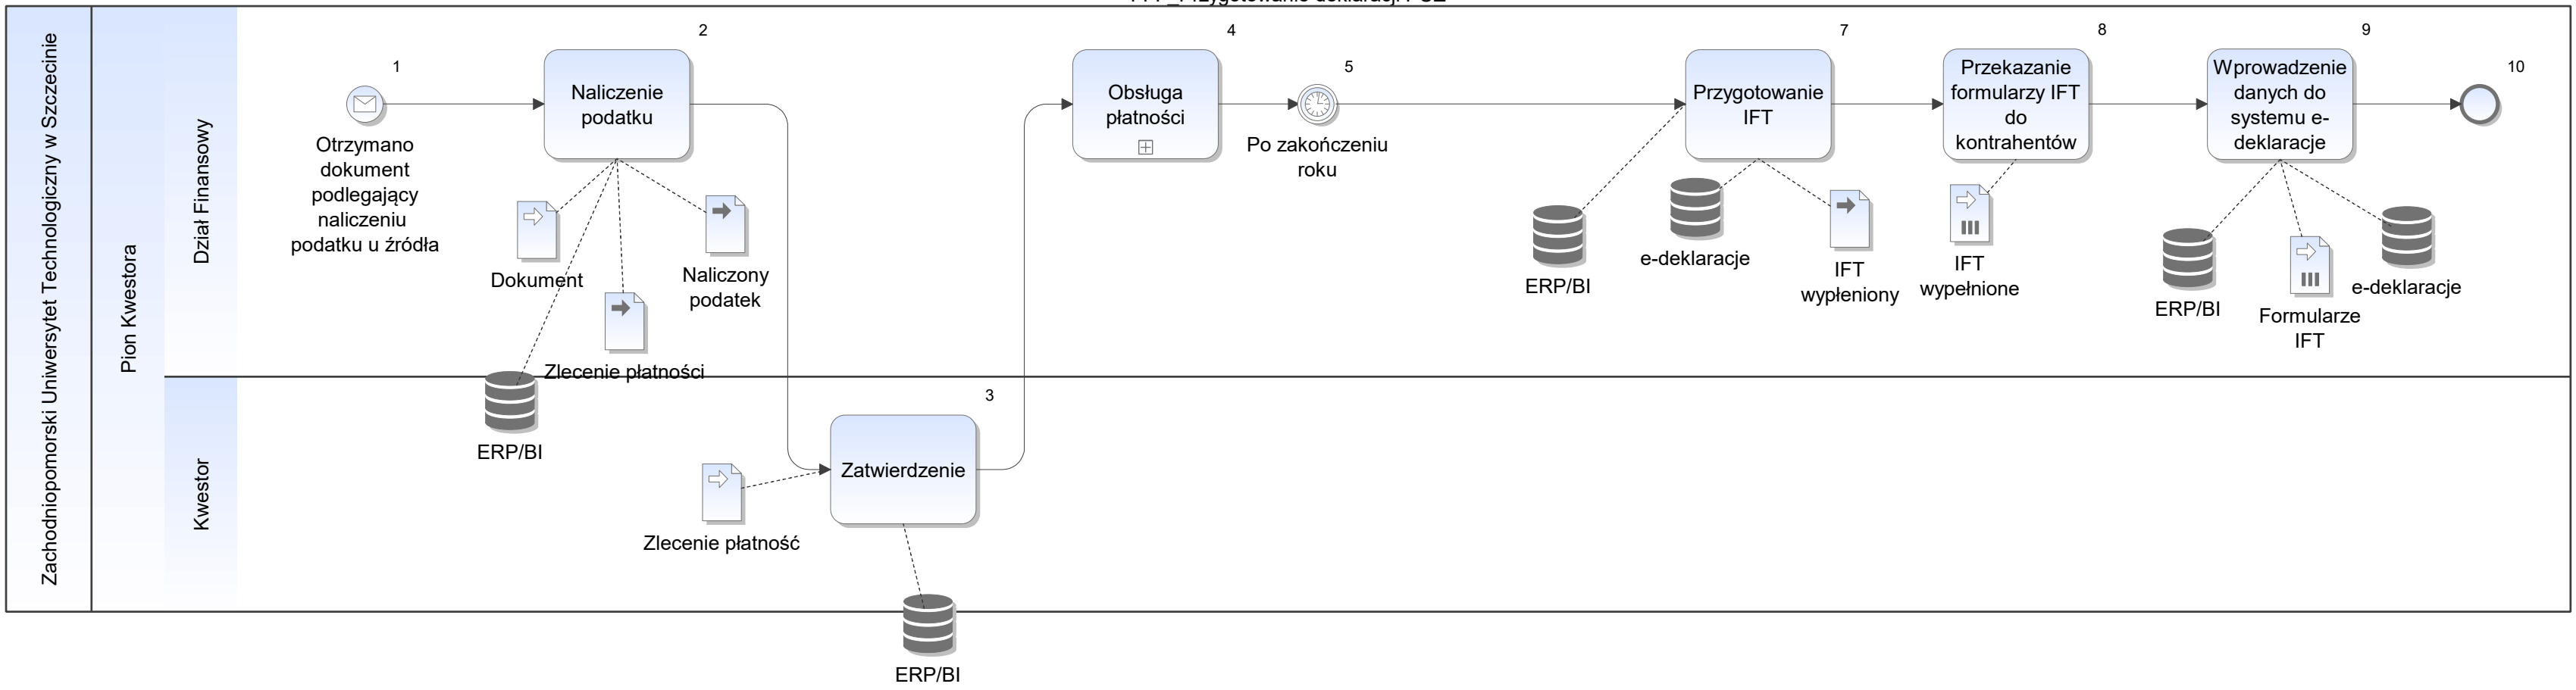 Zachodniopomorski Uniwersytet Technologiczny w Szczecinie
Pion Kwestora
Dział Finansowy
Kwestor
1
Otrzymano
dokument
podlegający
naliczeniu
podatku u źródła
2
Naliczenie
podatku
Dokument
Zlecenie płatności
Naliczony
podatek
ERP/BI
3
Zatwierdzenie
Zlecenie płatność
ERP/BI
4
Obsługa
płatności
5
Po zakończeniu
roku
7
Przygotowanie
IFT
ERP/BI
e-deklaracje
IFT
wypłeniony
8
Przekazanie
formularzy IFT
do
kontrahentów
IFT
wypełnione
9
Wprowadzenie
danych do
systemu e-
deklaracje
ERP/BI
Formularze
IFT
e-deklaracje
10